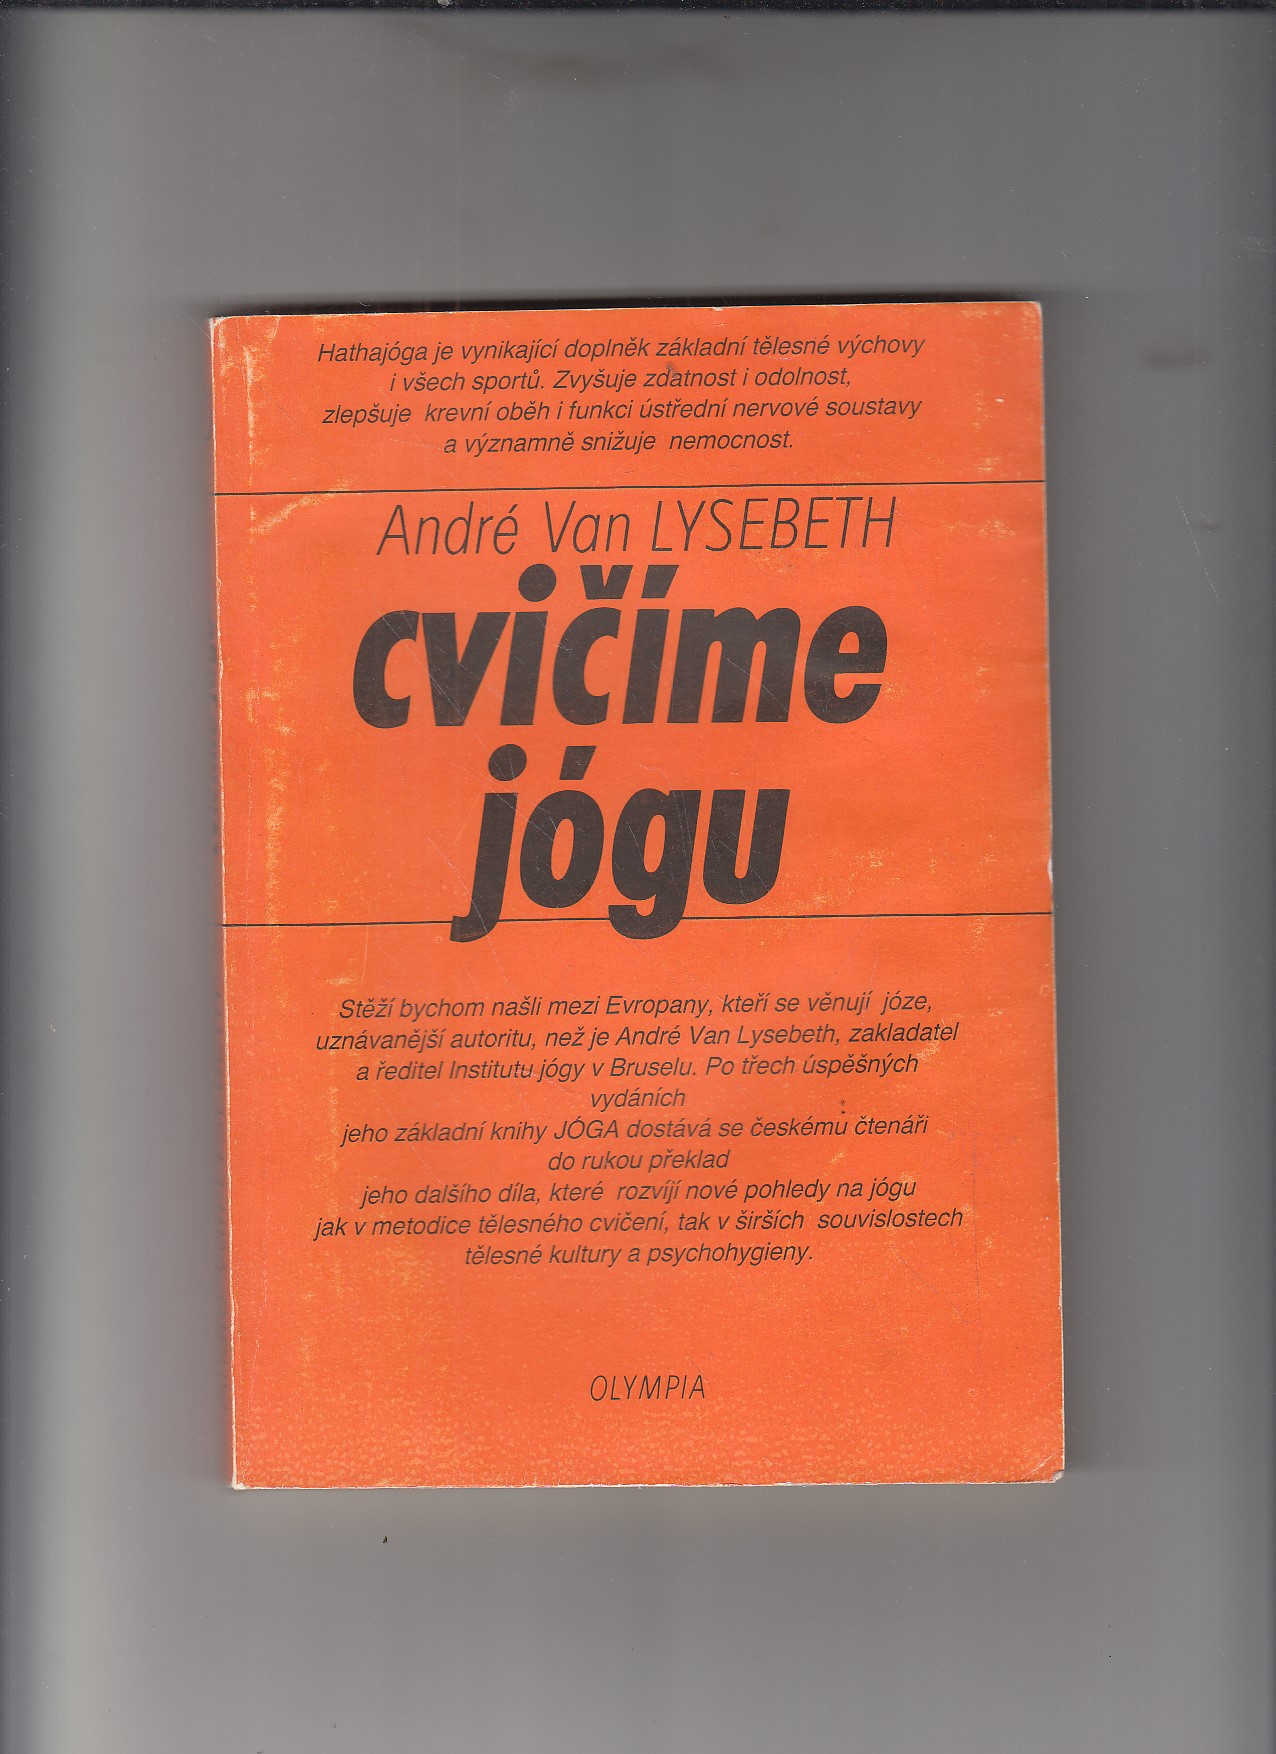 Hathajóga je vynikající doplněk základní tělesné výchovy
i všech sportů. Zvyšuje zdatnost i odolnost,
zlepšuje krevní oběh i funkci ústřední nervové soustavy
a významně snižuje nemocnost.
André Van LYSEBETH
cvičíme
jógu
Stěží bychom našli mezi Evropany, kteří se věnují józe,
uznávanější autoritu, než je André Van Lysebeth, zakladatel
a ředitel Institutu jógy v Bruselu. Po třech úspěšných
vydáních
jeho základní knihy JÓGA dostává se českému čtenáři
do rukou překlad
jeho dalšího díla, které rozvíjí nové pohledy na jógu
jak v metodice tělesného cvičení, tak v širších souvislostech
tělesné kultury a psychohygieny.
OLYMPIA